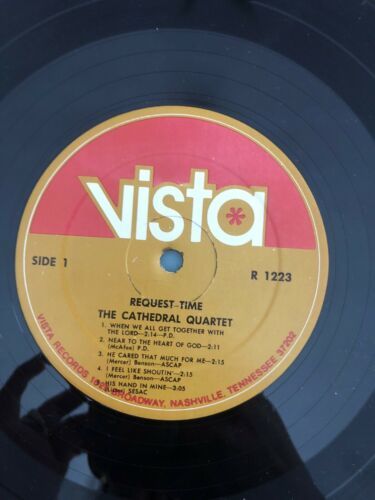 vista
SIDE 1
R 1223
REQUEST TIME
THE CATHEDRAL QUARTET
1. WHEN WE ALL GET TOGETHER WITH
THE LORD—2:14—P.D.
2. NEAR TO THE HEART OF GOD—2:11
(McAfee) P.D.
3. HE CARED THAT MUCH FOR ME—2:15
(Mercer) Benson—ASCAP
4. I FEEL LIKE SHOUTIN'—2:15
(Mercer) Benson—ASCAP
HIS HAND IN MINE—3:05
SESAC
VISTA RECORDS BROADWAY, NASHVILLE, TENNESSEE 37202